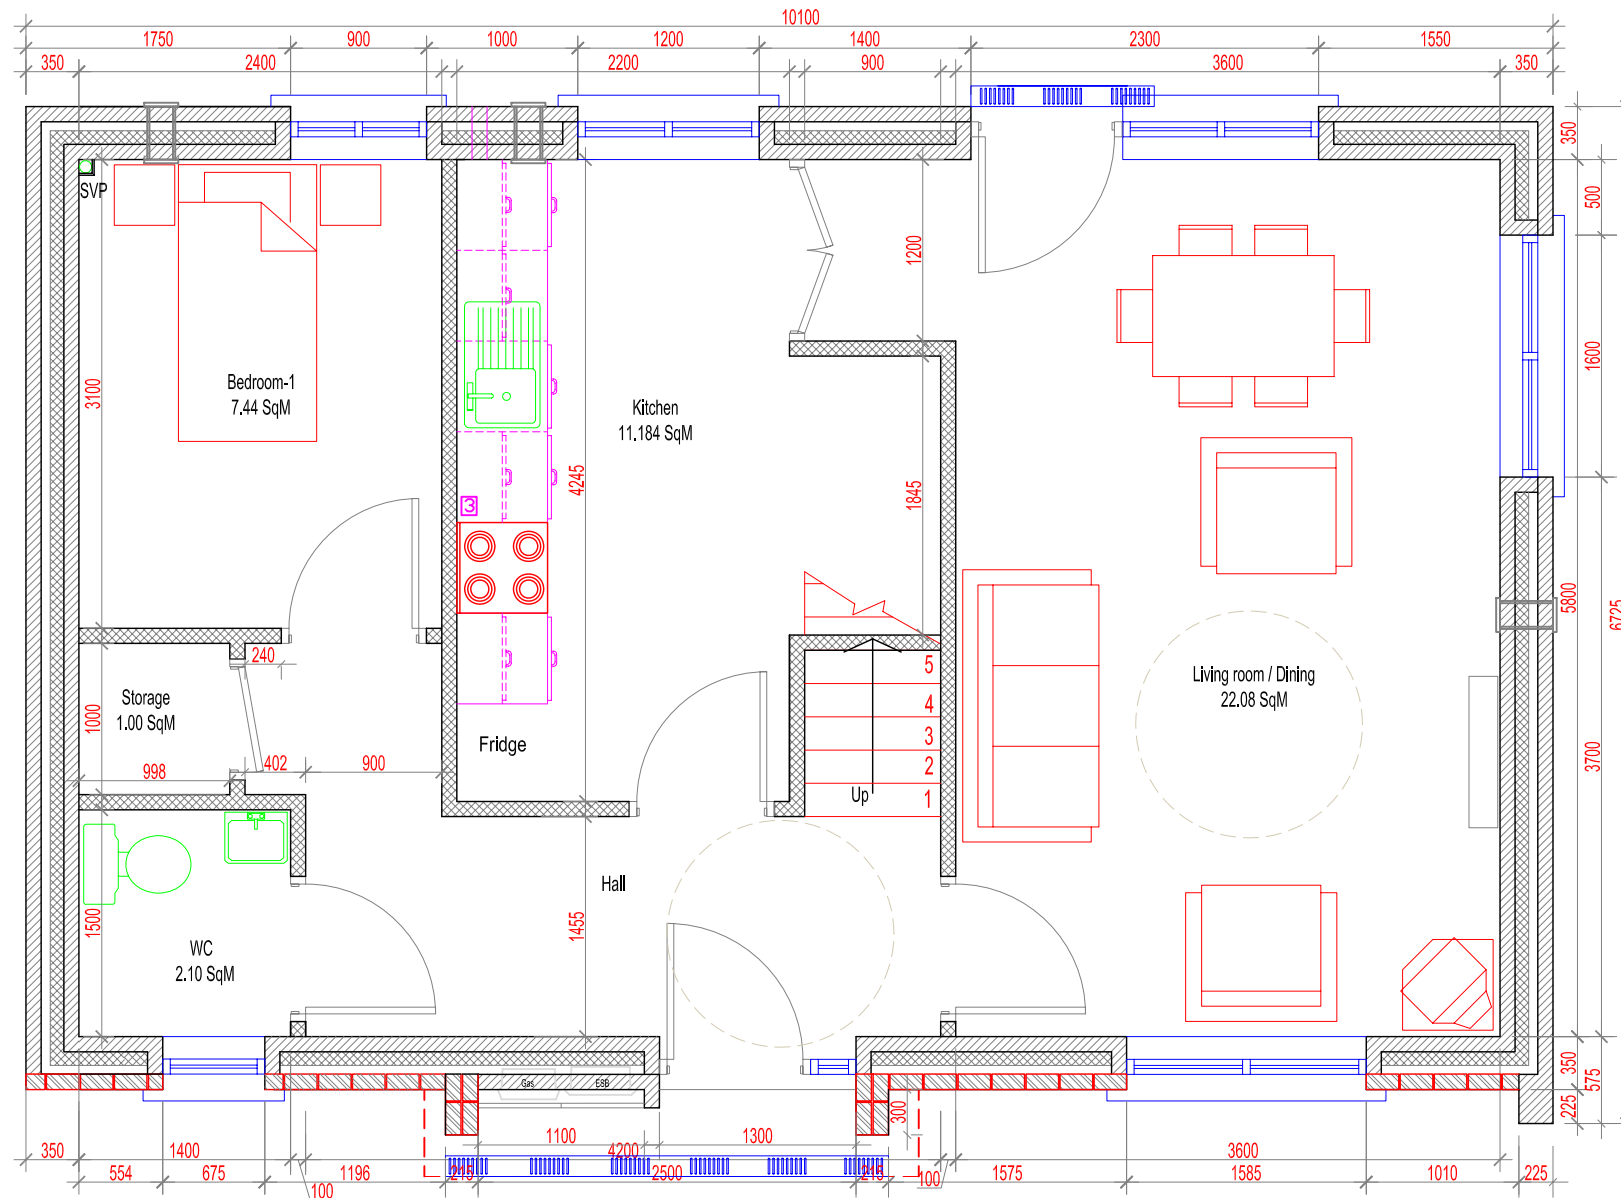 10100
1750 900 1000 1200 1400 2300 1550
350 2400 2200 900 3600 350
350
SVP
500
1200
Bedroom-1
7.44 SqM
3100
Kitchen
11.184 SqM
1600
4245
1845
3
5800
6725
240
5
Living room / Dining
22.08 SqM
Storage
1.00 SqM
1000
4
3
Fridge
3700
998 402 900
2
Up
1
Hall
1500
1455
WC
2.10 SqM
Gas ESB
350
575
300
225
1100 1300
350 1400 4200 3600
554 675 1196 215 2500 215 1575 1585 1010 225
100 100